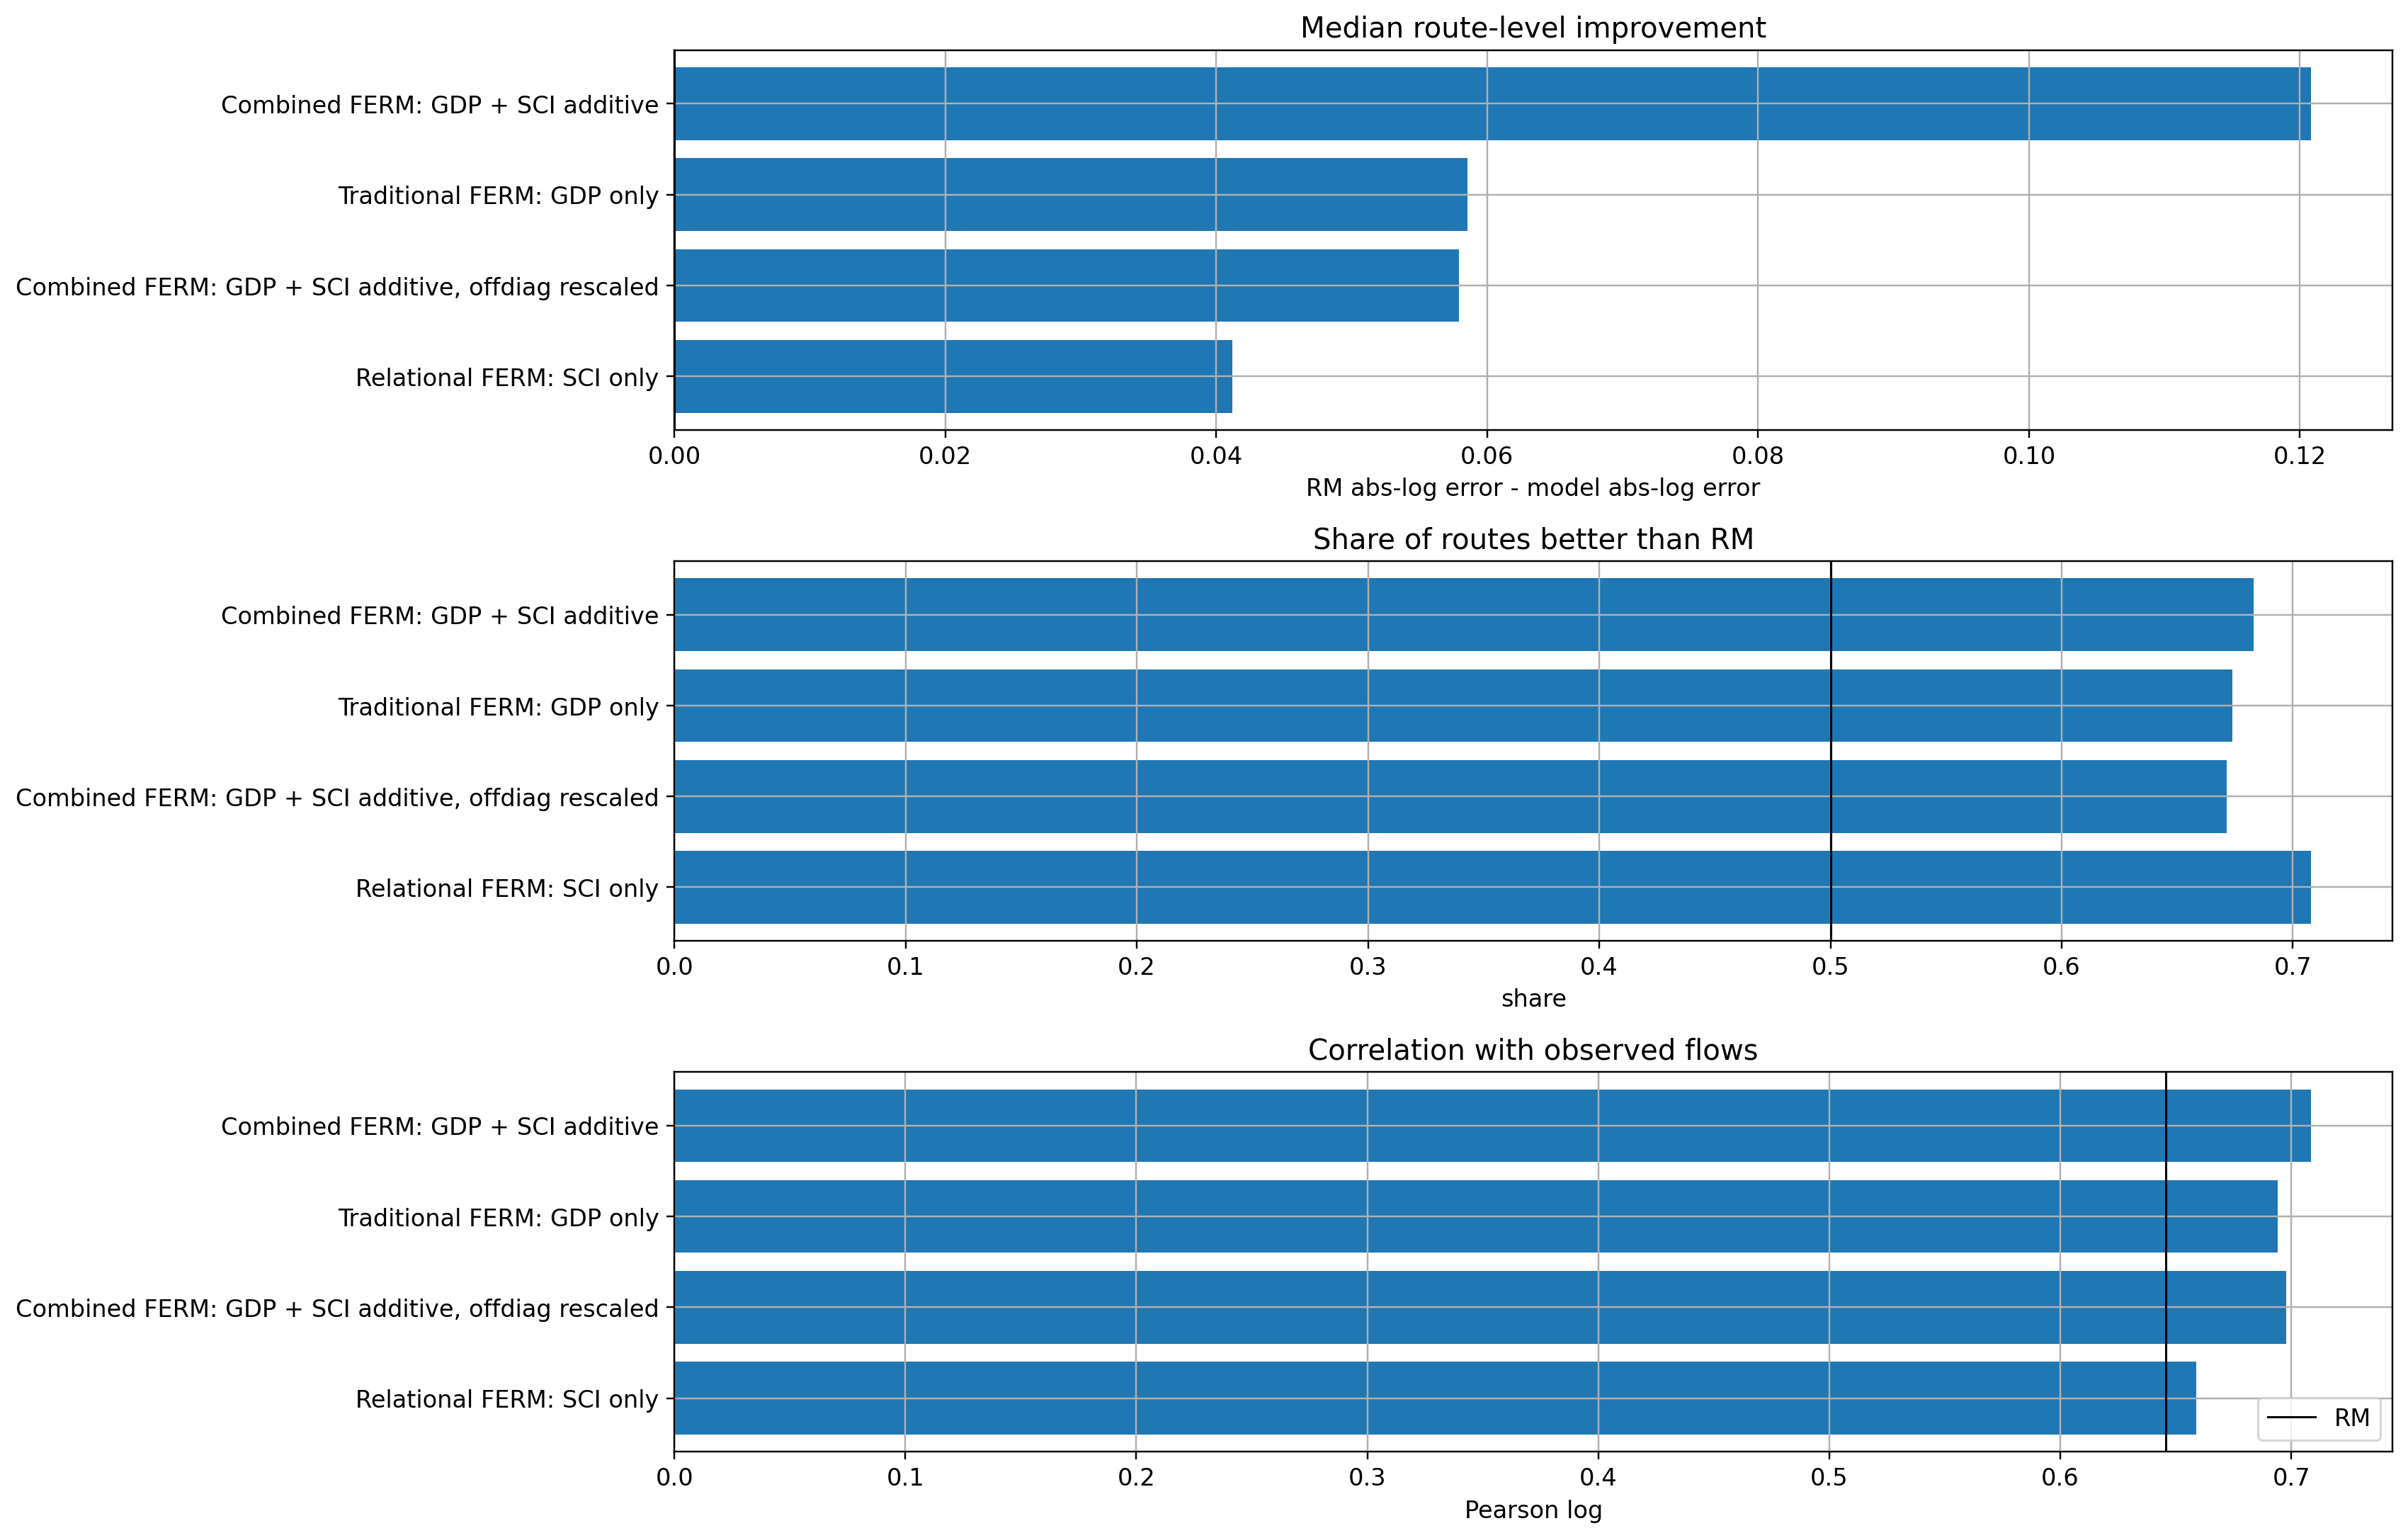 Median route-level improvement
Combined FERM: GDP + SCI additive
Traditional FERM: GDP only
Combined FERM: GDP + SCI additive, offdiag rescaled
Relational FERM: SCI only
0.00 0.02 0.04 0.06 0.08 0.10 0.12
RM abs-log error - model abs-log error
Share of routes better than RM
Combined FERM: GDP + SCI additive
Traditional FERM: GDP only
Combined FERM: GDP + SCI additive, offdiag rescaled
Relational FERM: SCI only
0.0 0.1 0.2 0.3 0.4 0.5 0.6 0.7
share
Correlation with observed flows
Combined FERM: GDP + SCI additive
Traditional FERM: GDP only
Combined FERM: GDP + SCI additive, offdiag rescaled
Relational FERM: SCI only
RM
0.0 0.1 0.2 0.3 0.4 0.5 0.6 0.7
Pearson log